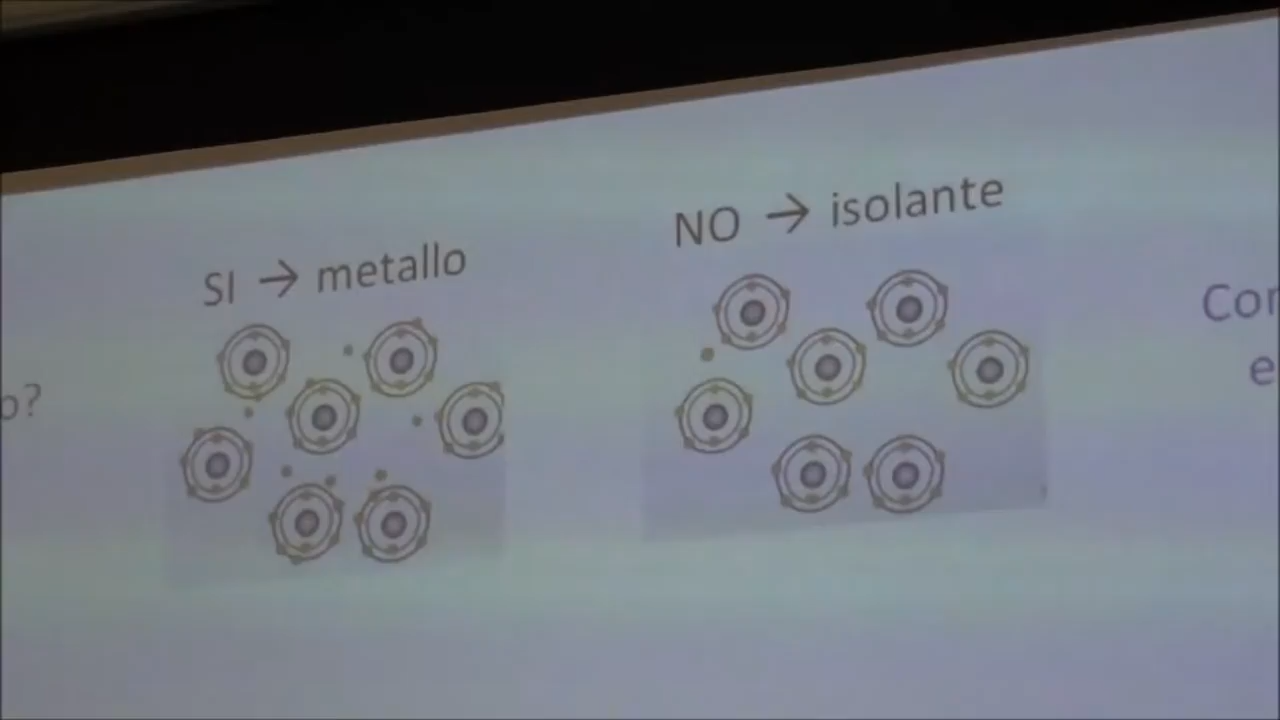 SI → metallo
NO → isolante